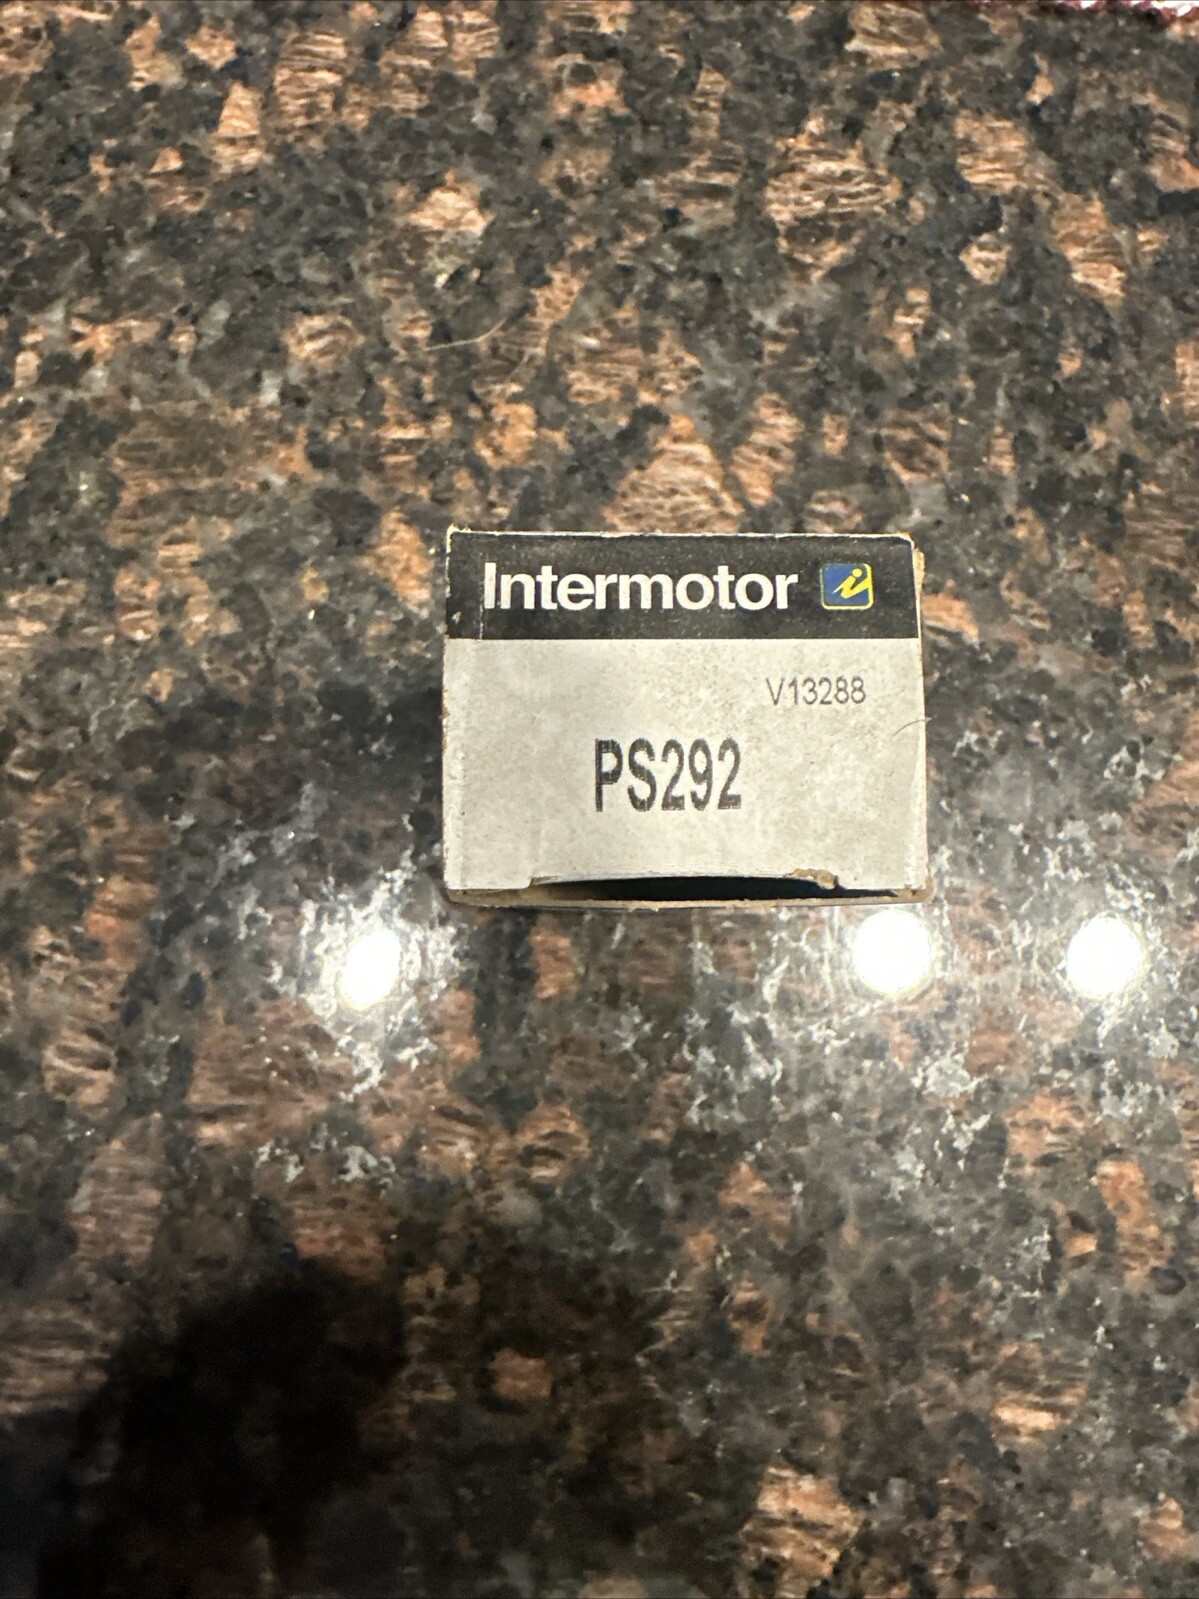 Intermotor i
V13288
PS292